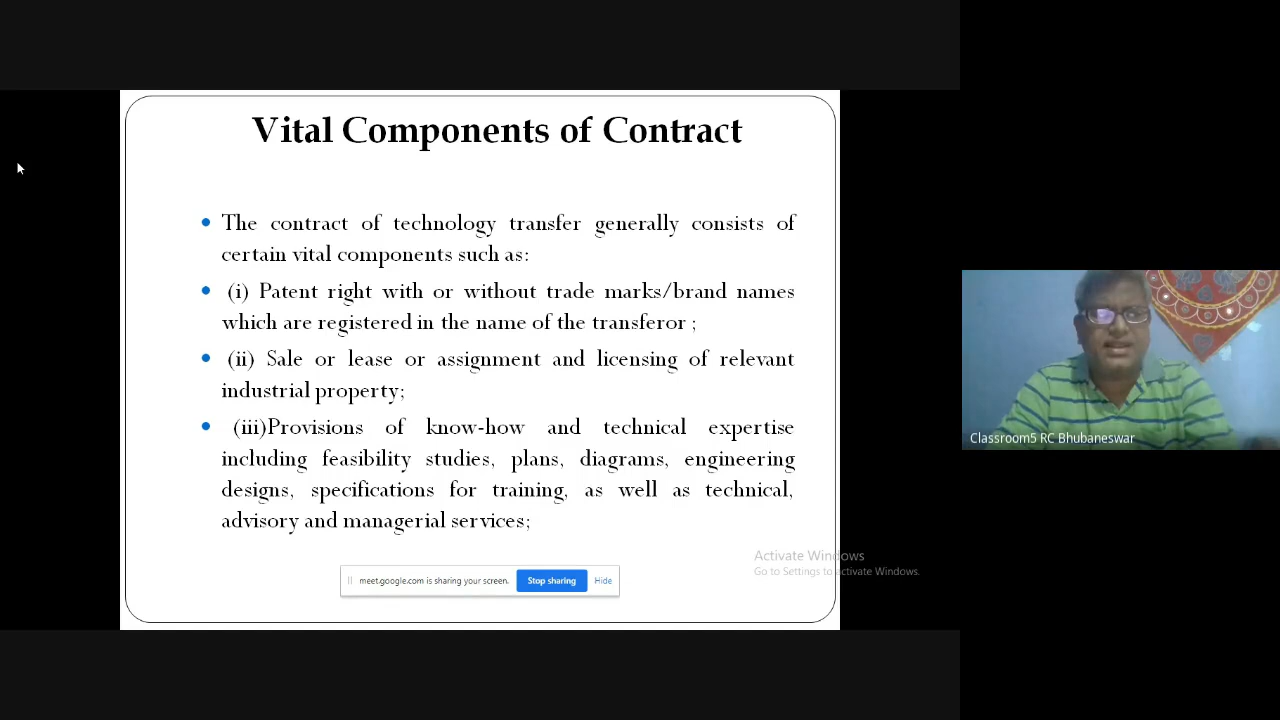 Vital Components of Contract
The contract of technology transfer generally consists of
certain vital components such as:
(i) Patent right with or without trade marks/brand names
which are registered in the name of the transferor ;
(ii) Sale or lease or assignment and licensing of relevant
industrial property;
(iii)Provisions of know-how and technical expertise
including feasibility studies, plans, diagrams, engineering
designs, specifications for training, as well as technical,
advisory and managerial services;
meet.google.com is sharing your screen. Stop sharing Hide
Activate Windows
Go to Settings to activate Windows.
Classroom5 RC Bhubaneswar